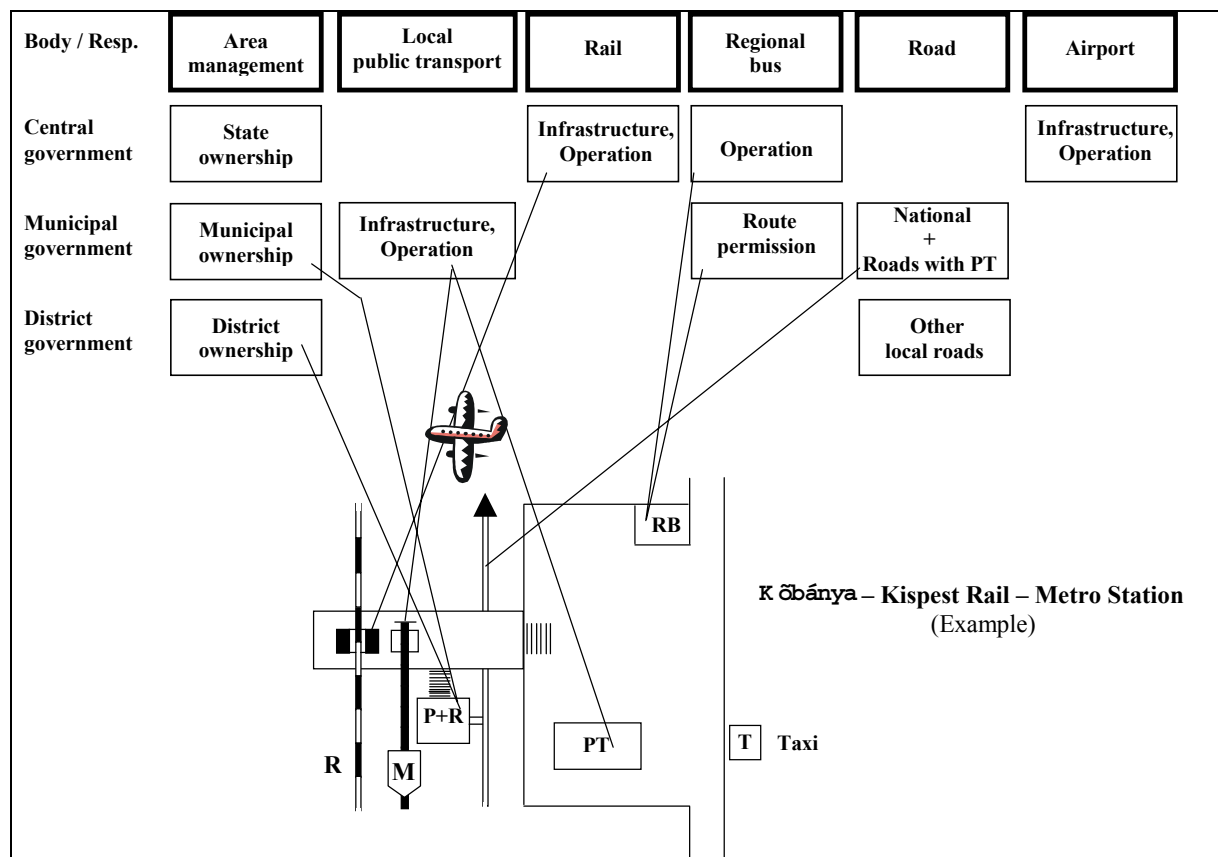 Body / Resp.
Area
management
Local
public transport
Rail
Regional
bus
Road
Airport
Central
government
State
ownership
Infrastructure,
Operation
Operation
Infrastructure,
Operation
Municipal
government
Municipal
ownership
Infrastructure,
Operation
Route
permission
National
+
Roads with PT
District
government
District
ownership
Other
local roads
RB
Kõbánya – Kispest Rail – Metro Station
(Example)
P+R
PT
T Taxi
R
M